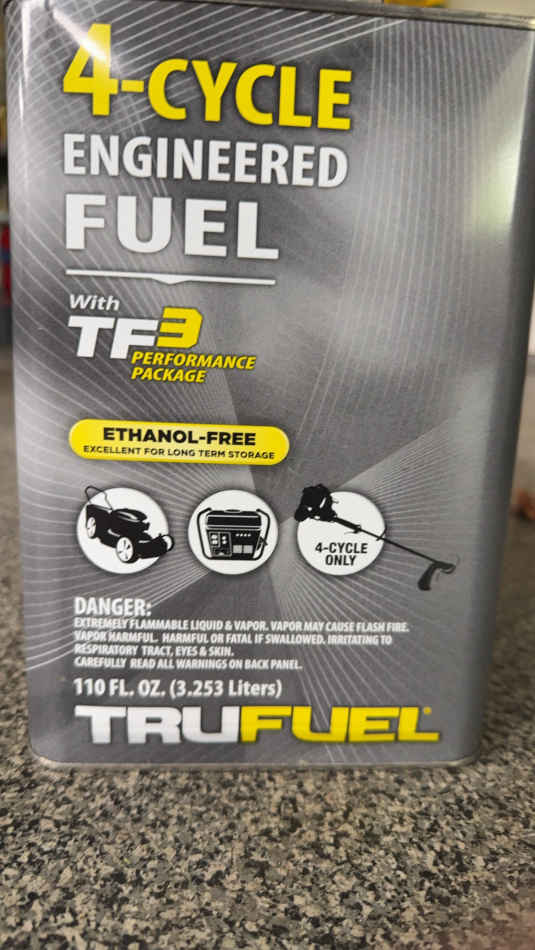 4-CYCLE
ENGINEERED
FUEL
With
TF3
PERFORMANCE
PACKAGE
ETHANOL-FREE
EXCELLENT FOR LONG TERM STORAGE
4-CYCLE
ONLY
DANGER:
EXTREMELY FLAMMABLE LIQUID & VAPOR. VAPOR MAY CAUSE FLASH FIRE.
VAPOR HARMFUL. HARMFUL OR FATAL IF SWALLOWED. IRRITATING TO
RESPIRATORY TRACT, EYES & SKIN.
CAREFULLY READ ALL WARNINGS ON BACK PANEL.
110 FL. OZ. (3.253 Liters)
TRUFUEL®